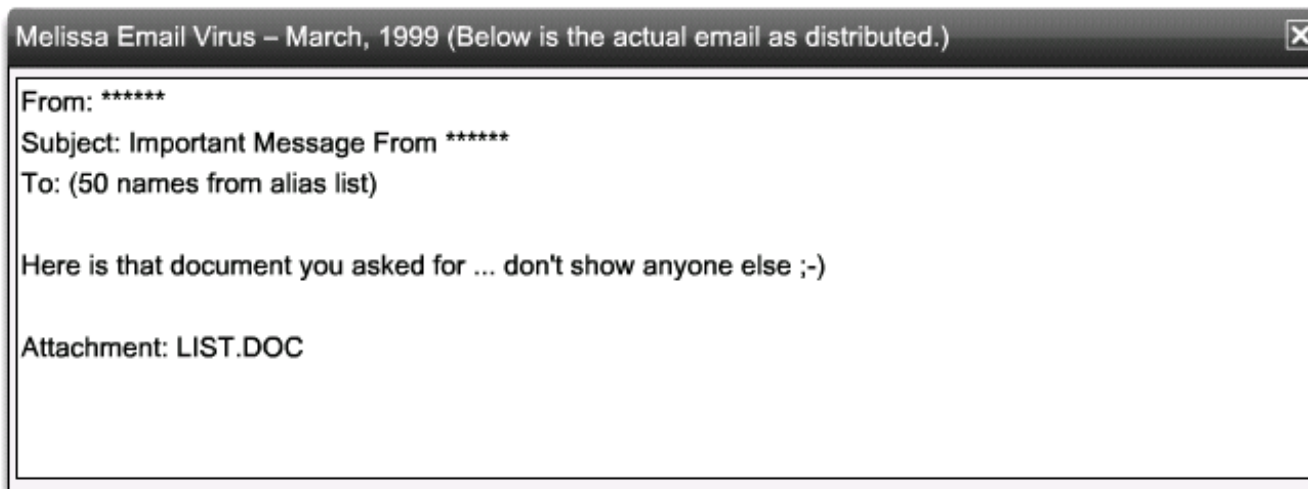 Melissa Email Virus – March, 1999 (Below is the actual email as distributed.)
From: ******
Subject: Important Message From ******
To: (50 names from alias list)
Here is that document you asked for ... don't show anyone else ;-)
Attachment: LIST.DOC